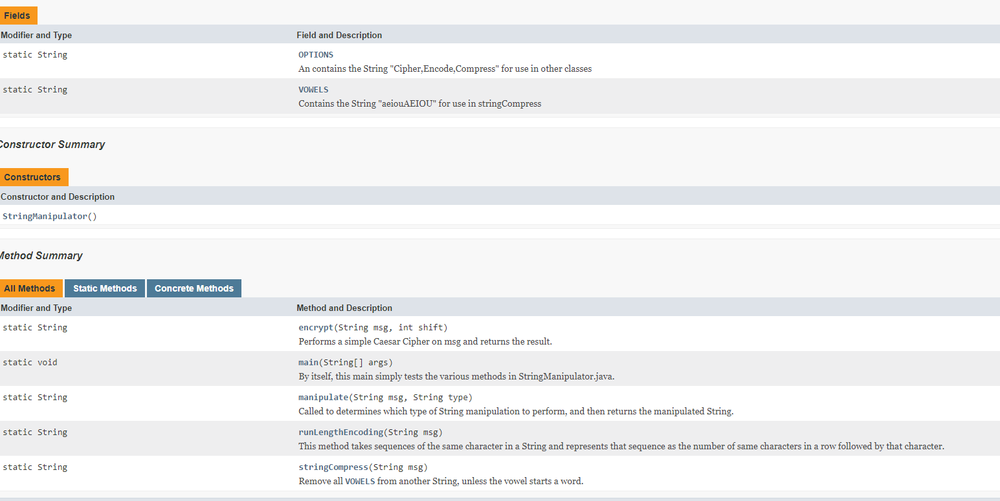 Fields
Modifier and Type Field and Description
static String OPTIONS
An contains the String "Cipher,Encode,Compress" for use in other classes
static String VOWELS
Contains the String "aeiouAEIOU" for use in stringCompress
Constructor Summary
Constructors
Constructor and Description
StringManipulator()
Method Summary
All Methods Static Methods Concrete Methods
Modifier and Type Method and Description
static String encrypt(String msg, int shift)
Performs a simple Caesar Cipher on msg and returns the result.
static void main(String[] args)
By itself, this main simply tests the various methods in StringManipulator.java.
static String manipulate(String msg, String type)
Called to determines which type of String manipulation to perform, and then returns the manipulated String.
static String runLengthEncoding(String msg)
This method takes sequences of the same character in a String and represents that sequence as the number of same characters in a row followed by that character.
static String stringCompress(String msg)
Remove all VOWELS from another String, unless the vowel starts a word.